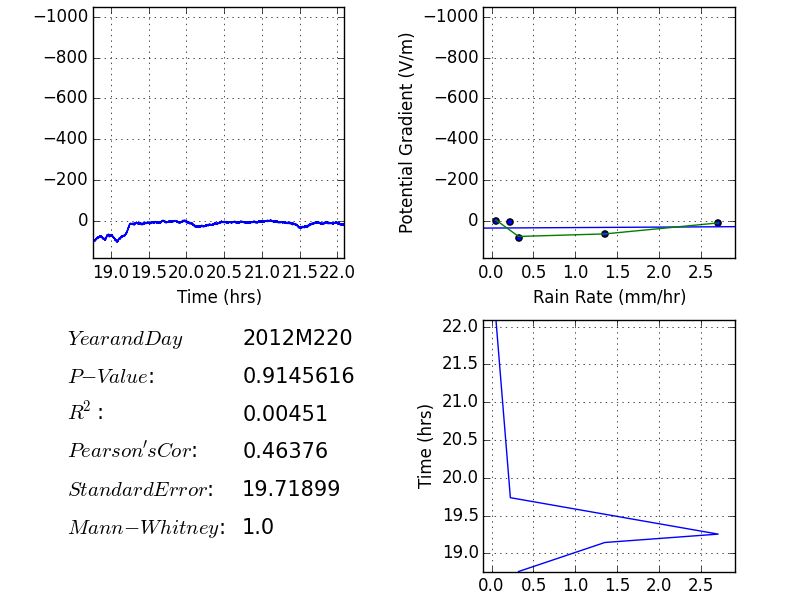 −1000
−800
−600
−400
−200
0
19.0 19.5 20.0 20.5 21.0 21.5 22.0
Time (hrs)
Potential Gradient (V/m)
−1000
−800
−600
−400
−200
0
0.0 0.5 1.0 1.5 2.0 2.5
Rain Rate (mm/hr)
YearandDay 2012M220
P−Value: 0.9145616
R²: 0.00451
Pearson′sCor: 0.46376
StandardError: 19.71899
Mann−Whitney: 1.0
Time (hrs)
22.0
21.5
21.0
20.5
20.0
19.5
19.0
0.0 0.5 1.0 1.5 2.0 2.5